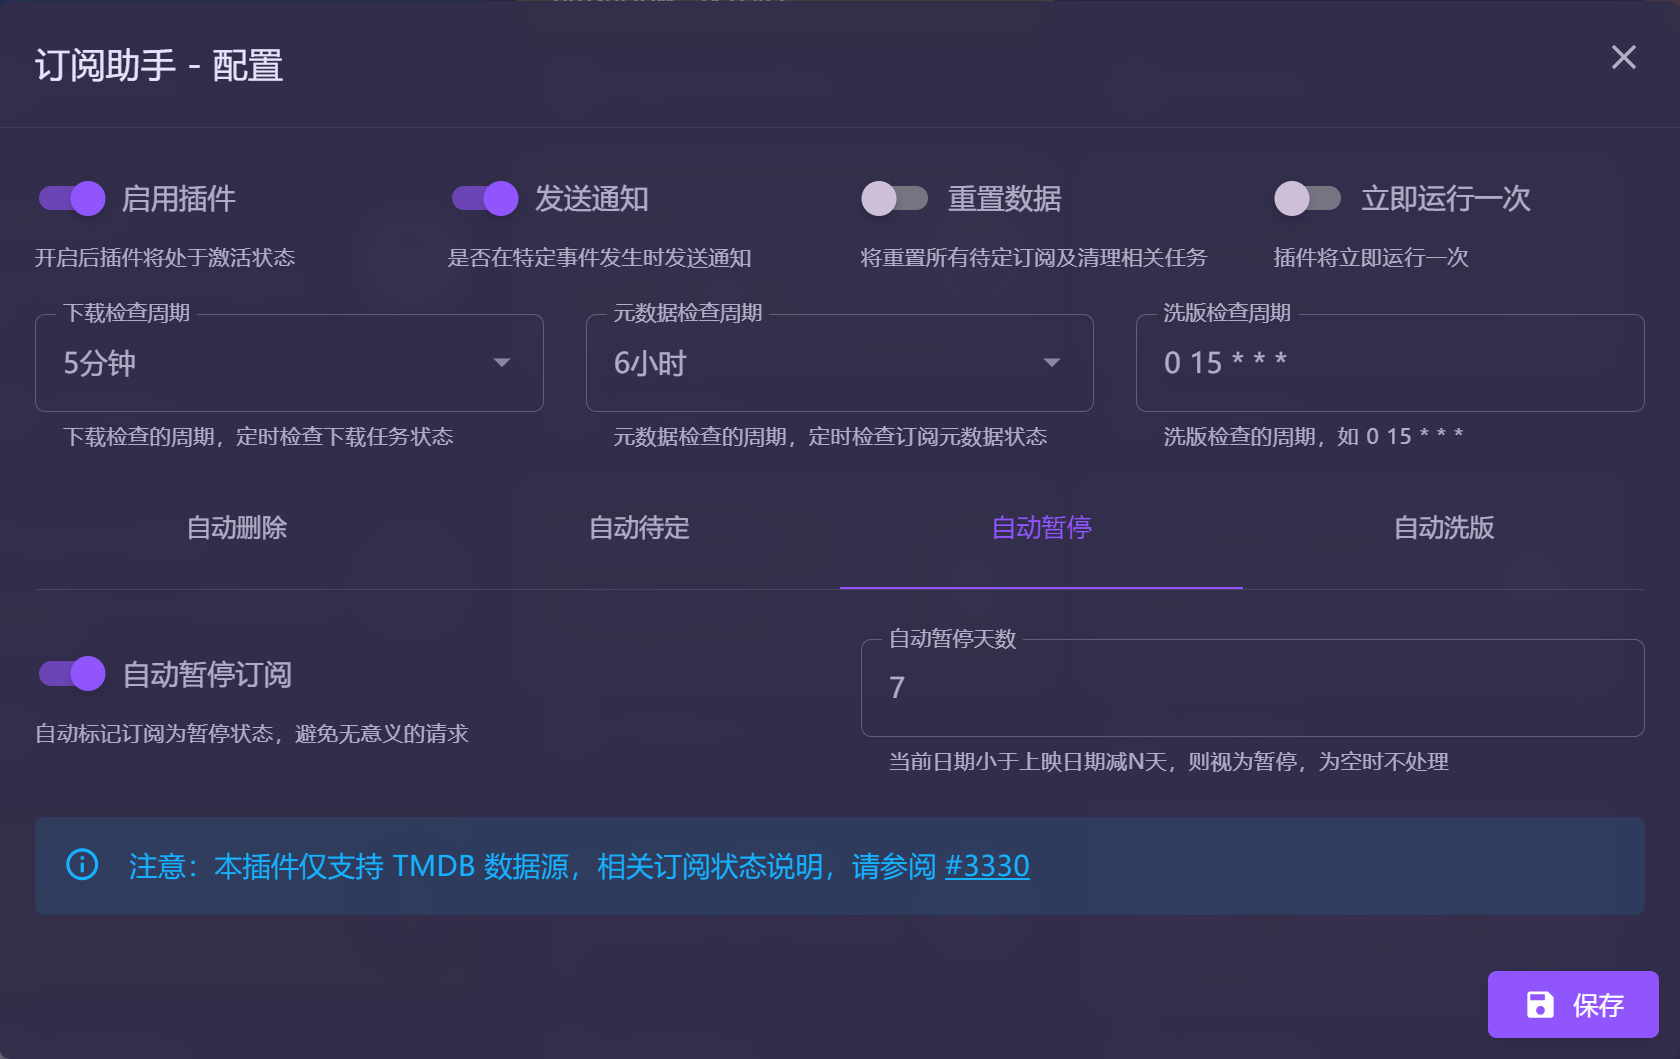 订阅助手 - 配置
启用插件
发送通知
重置数据
立即运行一次
开启后插件将处于激活状态
是否在特定事件发生时发送通知
将重置所有待定订阅及清理相关任务
插件将立即运行一次
下载检查周期
元数据检查周期
洗版检查周期
5分钟
6小时
0 15 * * *
下载检查的周期，定时检查下载任务状态
元数据检查的周期，定时检查订阅元数据状态
洗版检查的周期，如 0 15 * * *
自动删除
自动待定
自动暂停
自动洗版
自动暂停订阅
自动标记订阅为暂停状态，避免无意义的请求
自动暂停天数
7
当前日期小于上映日期减N天，则视为暂停，为空时不处理
注意：本插件仅支持 TMDB 数据源，相关订阅状态说明，请参阅 #3330
保存